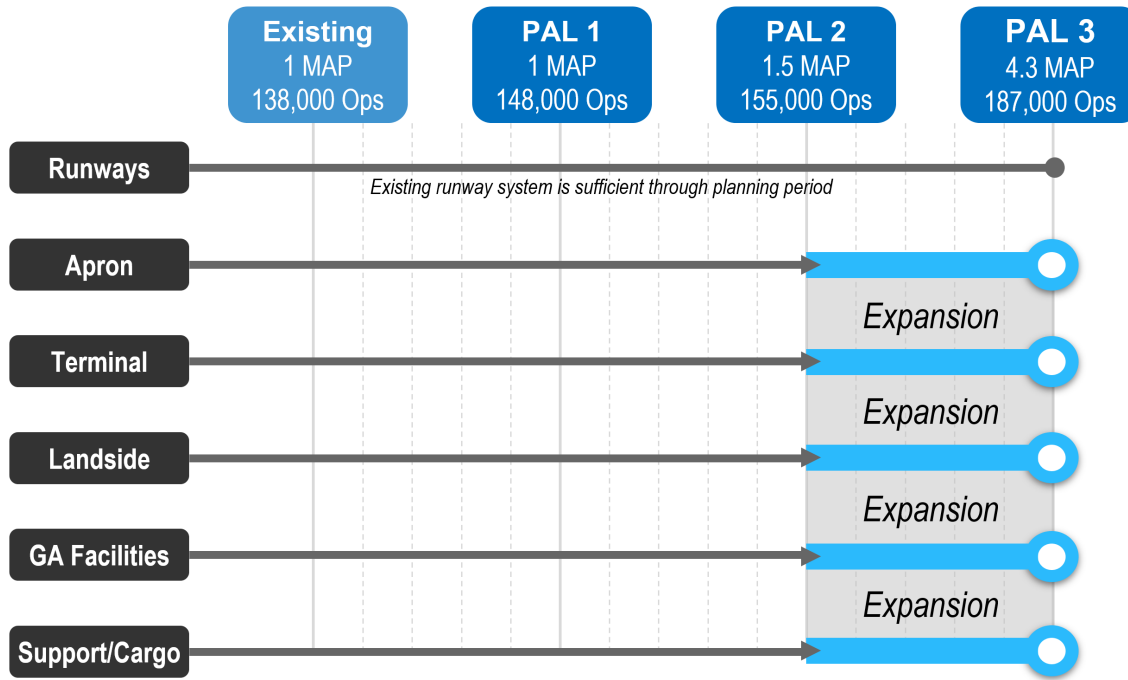 Existing
1 MAP
138,000 Ops
PAL 1
1 MAP
148,000 Ops
PAL 2
1.5 MAP
155,000 Ops
PAL 3
4.3 MAP
187,000 Ops
Runways
Existing runway system is sufficient through planning period
Apron
Expansion
Terminal
Expansion
Landside
Expansion
GA Facilities
Expansion
Support/Cargo